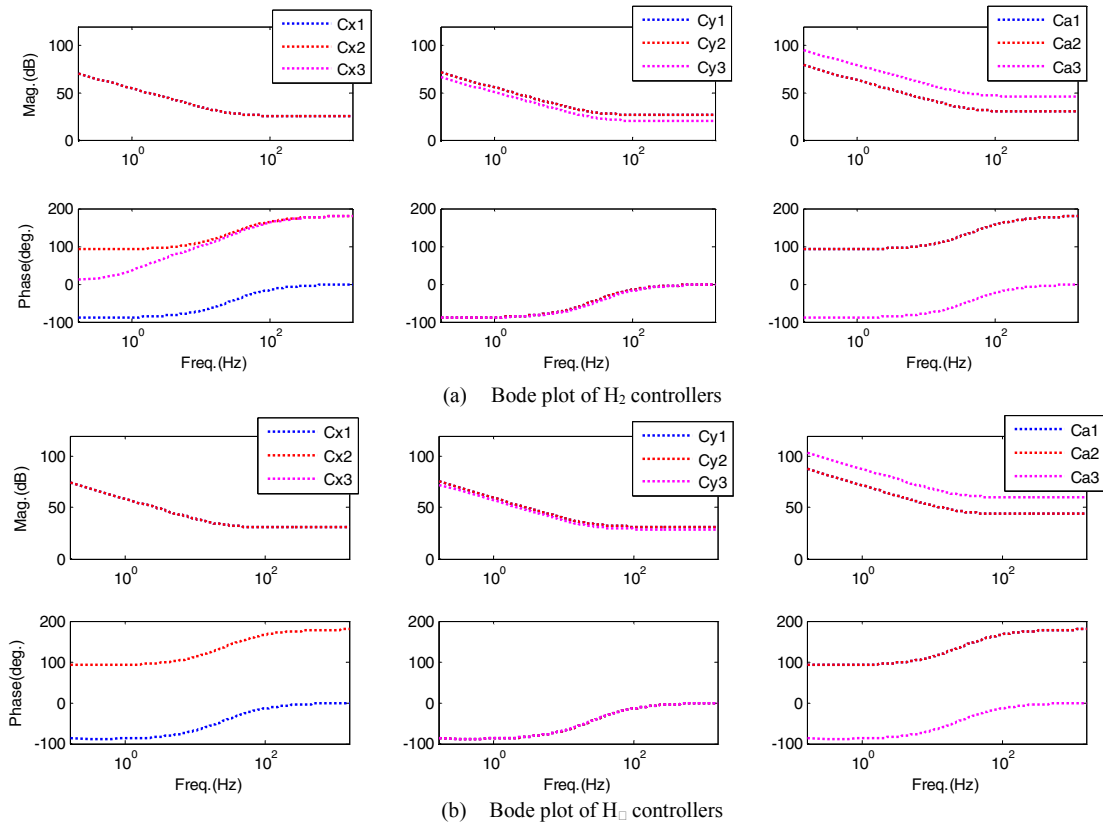 Cx1
Cx2
Cx3
Cy1
Cy2
Cy3
Ca1
Ca2
Ca3
Mag.(dB)
100
50
0
10^0
10^2
100
50
0
10^0
10^2
100
50
0
10^0
10^2
Phase(deg.)
200
100
0
-100
10^0
10^2
Freq.(Hz)
200
100
0
-100
10^0
10^2
Freq.(Hz)
200
100
0
-100
10^0
10^2
Freq.(Hz)
(a) Bode plot of H₂ controllers
Cx1
Cx2
Cx3
Cy1
Cy2
Cy3
Ca1
Ca2
Ca3
Mag.(dB)
100
50
0
10^0
10^2
100
50
0
10^0
10^2
100
50
0
10^0
10^2
Phase(deg.)
200
100
0
-100
10^0
10^2
Freq.(Hz)
200
100
0
-100
10^0
10^2
Freq.(Hz)
200
100
0
-100
10^0
10^2
Freq.(Hz)
(b) Bode plot of H□ controllers